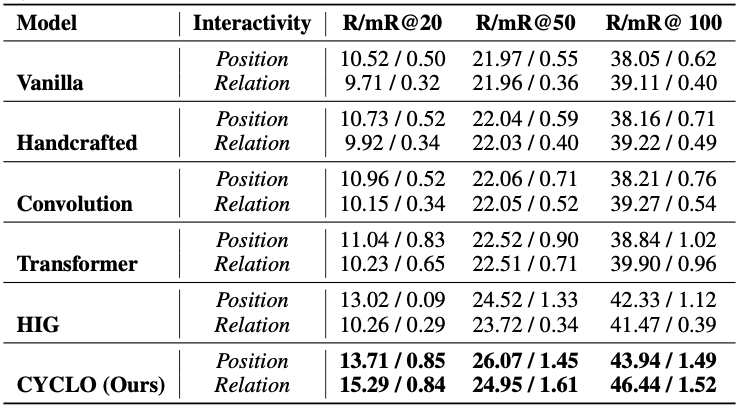 Model Interactivity R/mR@20 R/mR@50 R/mR@ 100
Position 10.52 / 0.50 21.97 / 0.55 38.05 / 0.62
Vanilla Relation 9.71 / 0.32 21.96 / 0.36 39.11 / 0.40
Position 10.73 / 0.52 22.04 / 0.59 38.16 / 0.71
Handcrafted Relation 9.92 / 0.34 22.03 / 0.40 39.22 / 0.49
Position 10.96 / 0.52 22.06 / 0.71 38.21 / 0.76
Convolution Relation 10.15 / 0.34 22.05 / 0.52 39.27 / 0.54
Position 11.04 / 0.83 22.52 / 0.90 38.84 / 1.02
Transformer Relation 10.23 / 0.65 22.51 / 0.71 39.90 / 0.96
Position 13.02 / 0.09 24.52 / 1.33 42.33 / 1.12
HIG Relation 10.26 / 0.29 23.72 / 0.34 41.47 / 0.39
Position 13.71 / 0.85 26.07 / 1.45 43.94 / 1.49
CYCLO (Ours) Relation 15.29 / 0.84 24.95 / 1.61 46.44 / 1.52